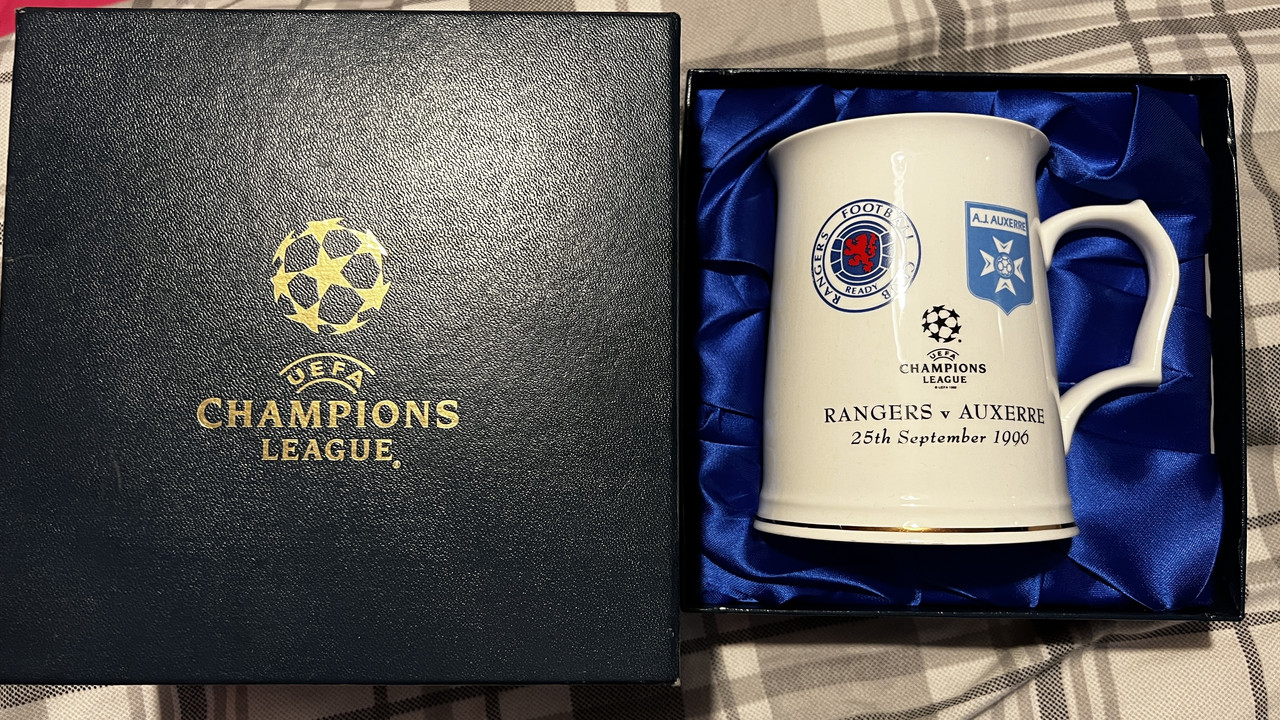 UEFA
CHAMPIONS
LEAGUE
RANGERS FOOTBALL CLUB
READY
A.J. AUXERRE
UEFA
CHAMPIONS
LEAGUE
RANGERS v AUXERRE
25th September 1996